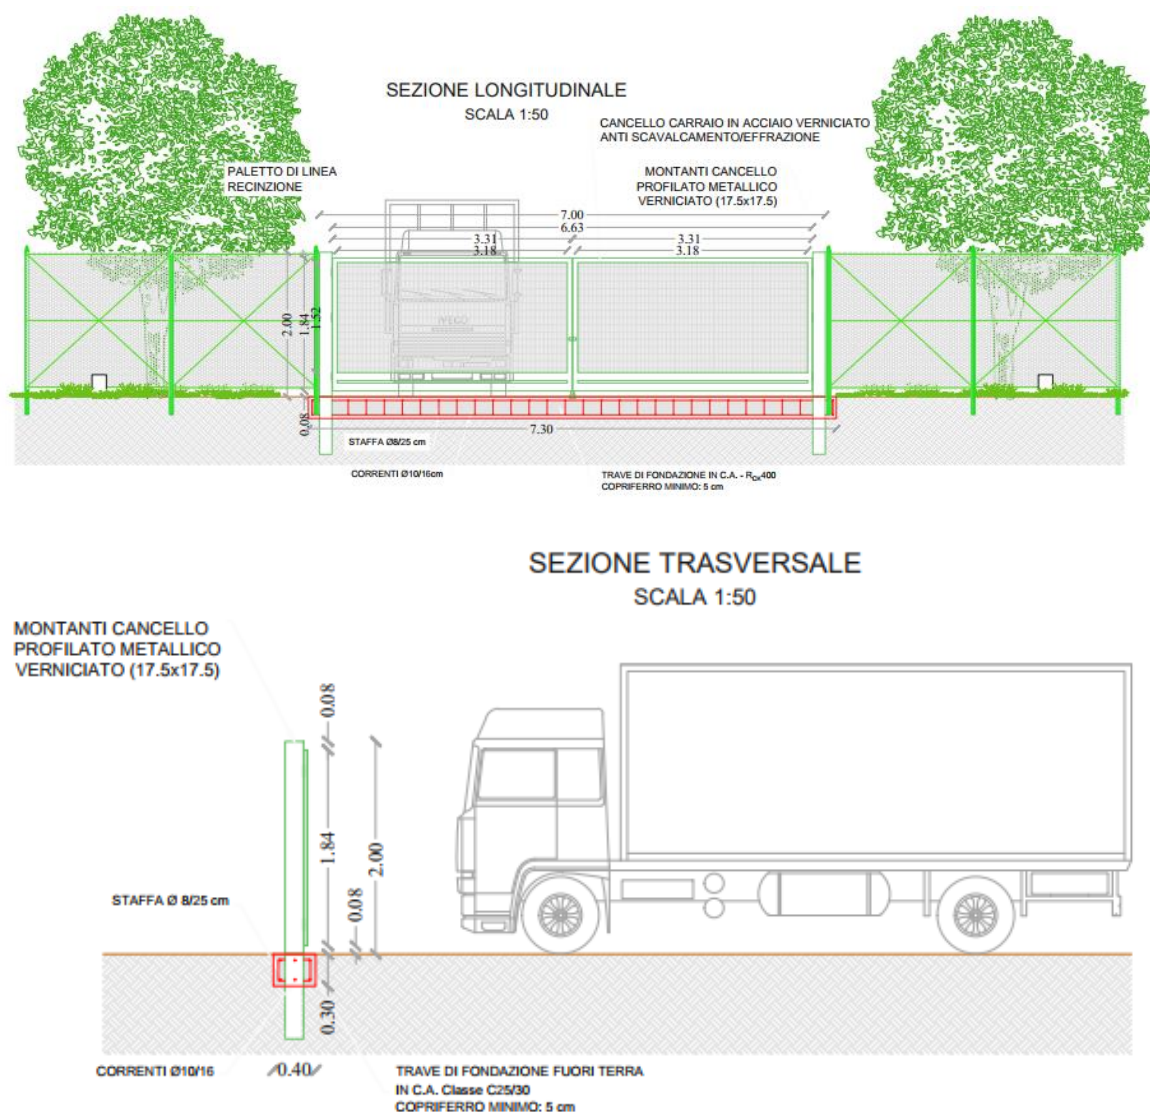 SEZIONE LONGITUDINALE
SCALA 1:50
CANCELLO CARRAIO IN ACCIAIO VERNICIATO
ANTI SCAVALCAMENTO/EFFRAZIONE
PALETTO DI LINEA
RECINZIONE
MONTANTI CANCELLO
PROFILATO METALLICO
VERNICIATO (17.5x17.5)
7.00
6.63
3.31
3.31
3.18
3.18
2.00
1.84
1.52
IVECO
0.08
7.30
STAFFA Ø8/25 cm
CORRENTI Ø10/16cm
TRAVE DI FONDAZIONE IN C.A. - RCK400
COPRIFERRO MINIMO: 5 cm
SEZIONE TRASVERSALE
SCALA 1:50
MONTANTI CANCELLO
PROFILATO METALLICO
VERNICIATO (17.5x17.5)
0.08
1.84
2.00
0.08
STAFFA Ø 8/25 cm
0.30
CORRENTI Ø10/16
0.40
TRAVE DI FONDAZIONE FUORI TERRA
IN C.A. Classe C25/30
COPRIFERRO MINIMO: 5 cm